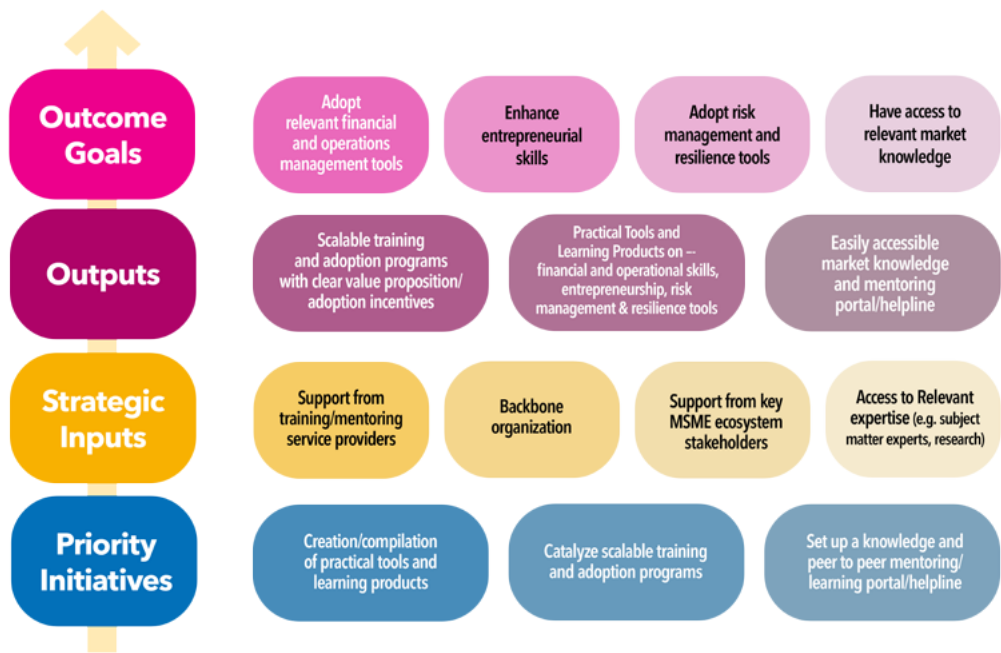 Outcome
Goals
Adopt
relevant financial
and operations
management tools
Enhance
entrepreneurial
skills
Adopt risk
management and
resilience tools
Have access to
relevant market
knowledge
Outputs
Scalable training
and adoption programs
with clear value proposition/
adoption incentives
Practical Tools and
Learning Products on --
financial and operational skills,
entrepreneurship, risk
management & resilience tools
Easily accessible
market knowledge
and mentoring
portal/helpline
Strategic
Inputs
Support from
training/mentoring
service providers
Backbone
organization
Support from key
MSME ecosystem
stakeholders
Access to Relevant
expertise (e.g. subject
matter experts, research)
Priority
Initiatives
Creation/compilation
of practical tools and
learning products
Catalyze scalable training
and adoption programs
Set up a knowledge and
peer to peer mentoring/
learning portal/helpline